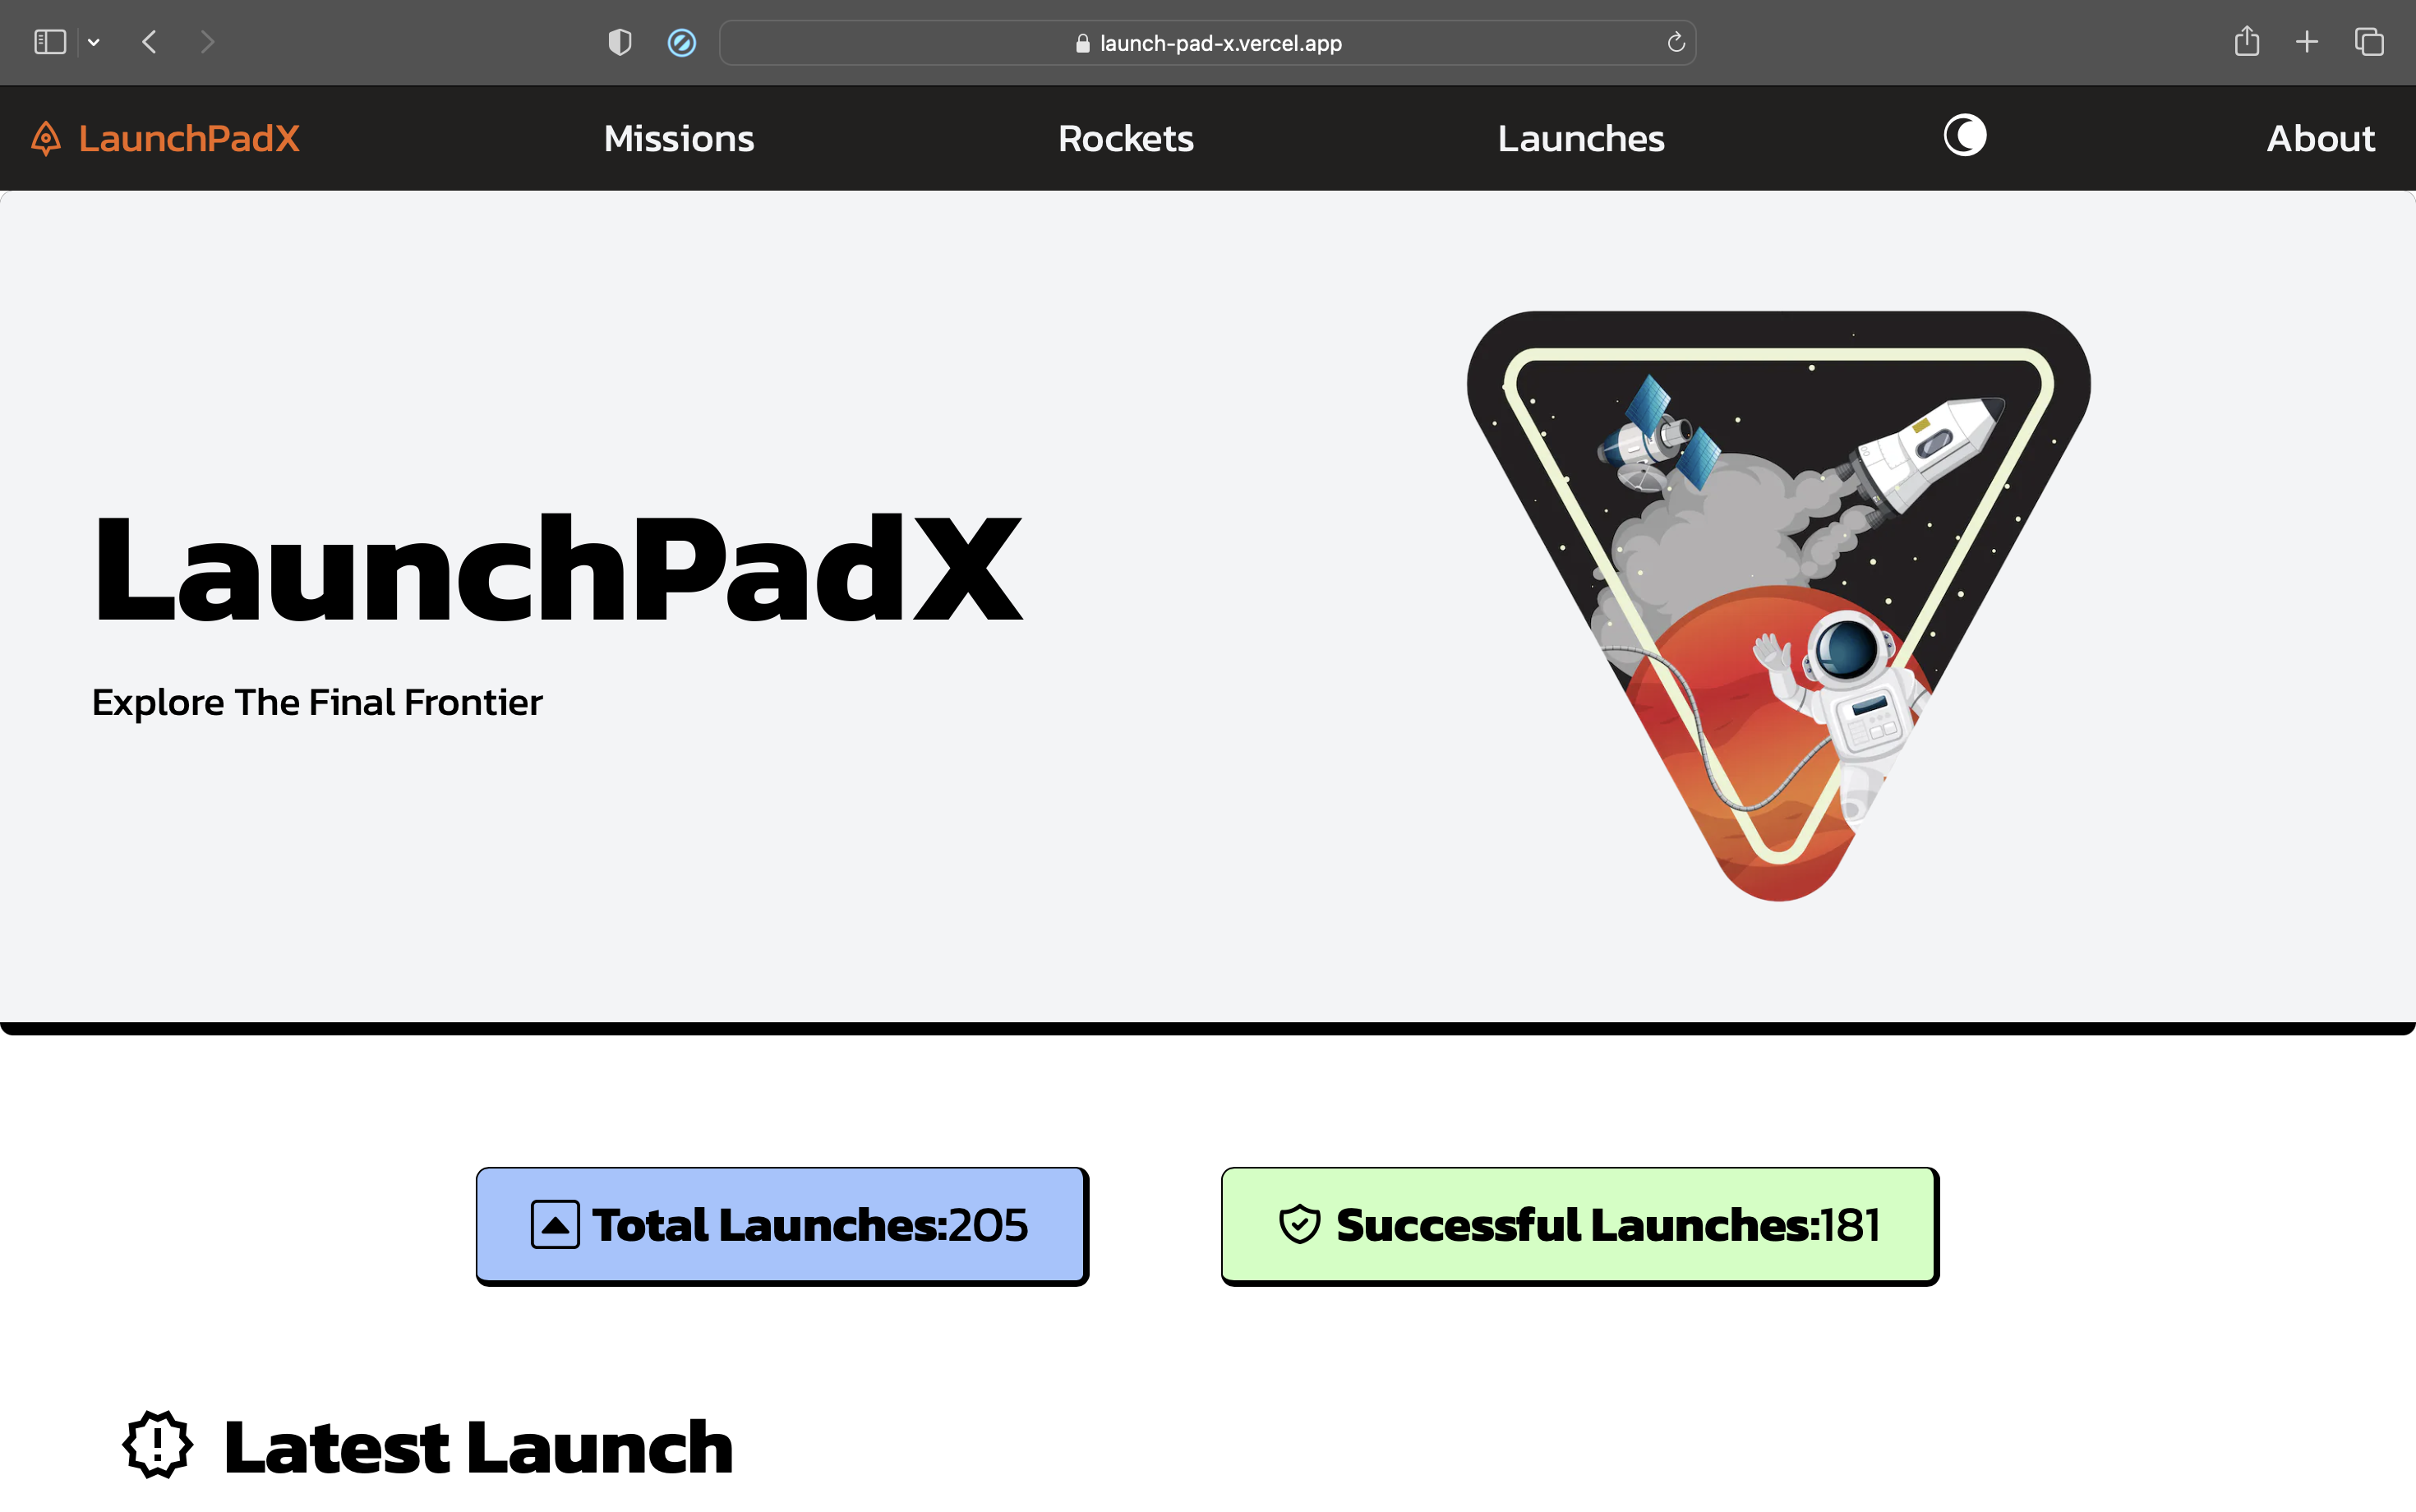 launch-pad-x.vercel.app
LaunchPadX Missions Rockets Launches About
LaunchPadX
Explore The Final Frontier
Total Launches:205 Successful Launches:181
Latest Launch